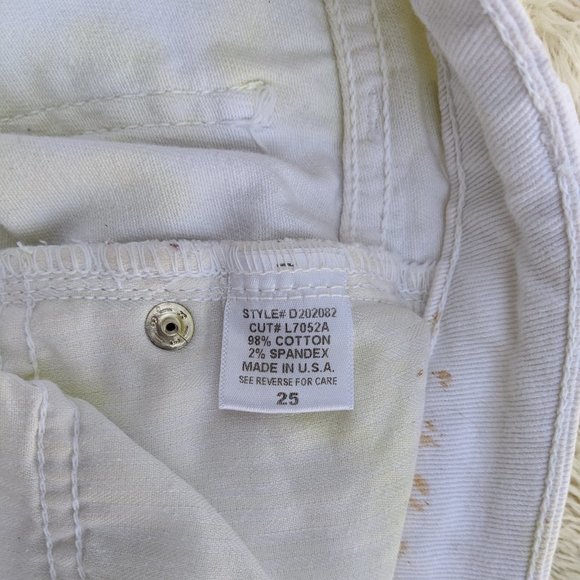 STYLE# D202082
CUT# L7052A
98% COTTON
2% SPANDEX
MADE IN U.S.A.
SEE REVERSE FOR CARE
25